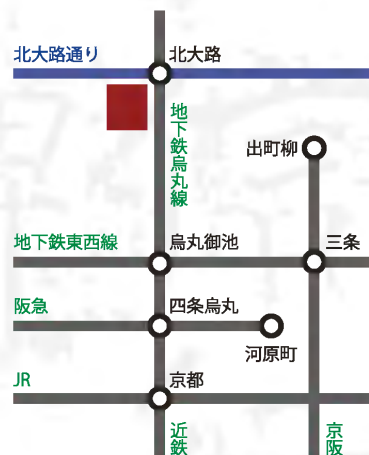 北大路通り
北大路
地下鉄烏丸線
出町柳
地下鉄東西線
烏丸御池
三条
阪急
四条烏丸
河原町
JR
京都
近鉄
京阪